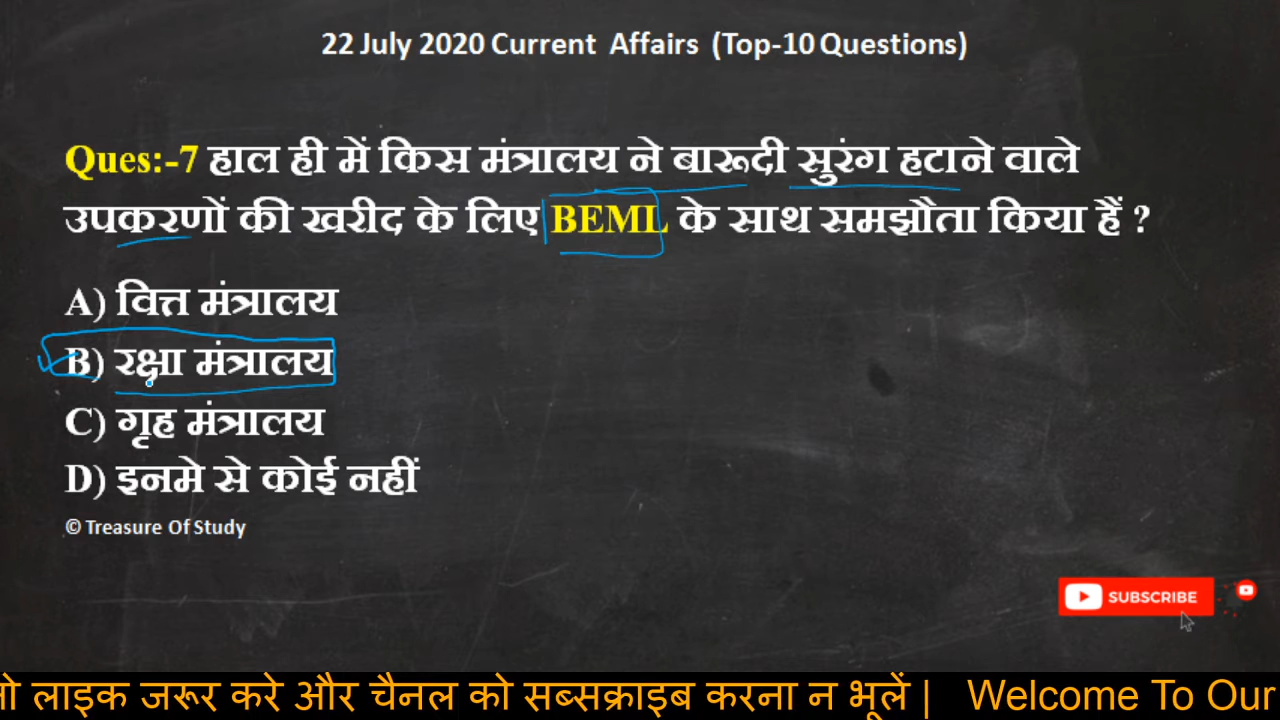 22 July 2020 Current Affairs (Top-10 Questions)
Ques:-7 हाल ही में किस मंत्रालय ने बारूदी सुरंग हटाने वाले
उपकरणों की खरीद के लिए BEML के साथ समझौता किया हैं ?
A) वित्त मंत्रालय
B) रक्षा मंत्रालय
C) गृह मंत्रालय
D) इनमे से कोई नहीं
© Treasure Of Study
SUBSCRIBE
लाइक जरूर करे और चैनल को सब्सक्राइब करना न भूलें | Welcome To Our